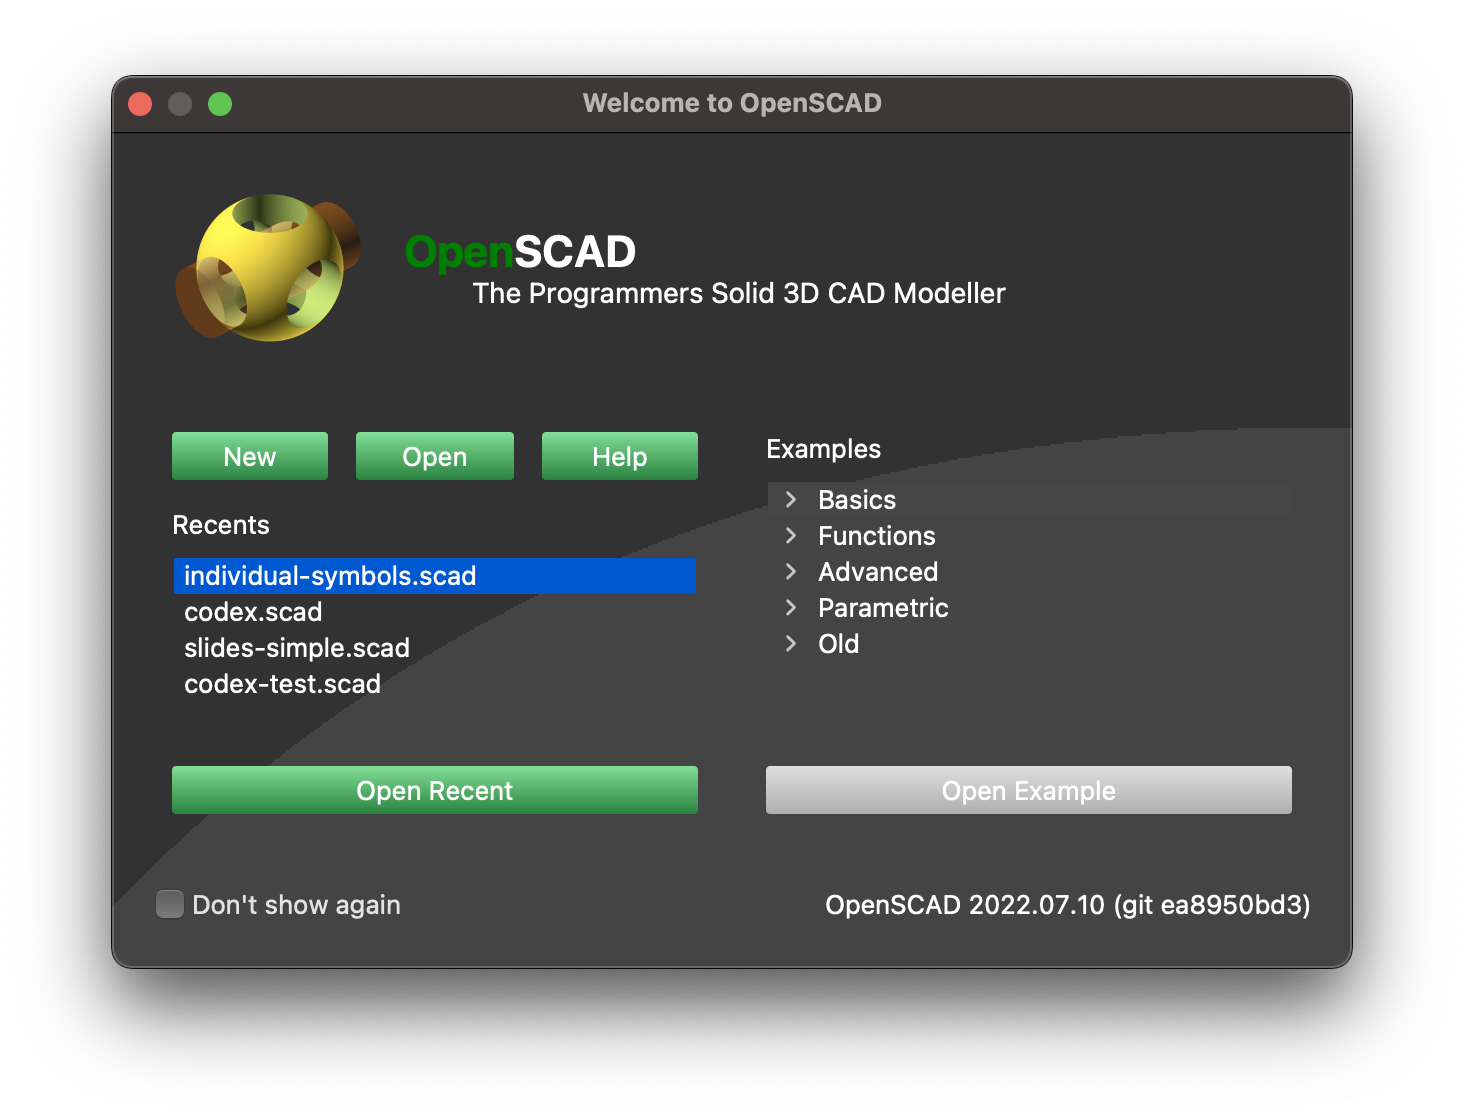 Welcome to OpenSCAD
OpenSCAD
The Programmers Solid 3D CAD Modeller
New
Open
Help
Recents
individual-symbols.scad
codex.scad
slides-simple.scad
codex-test.scad
Open Recent
Examples
Basics
Functions
Advanced
Parametric
Old
Open Example
Don't show again
OpenSCAD 2022.07.10 (git ea8950bd3)